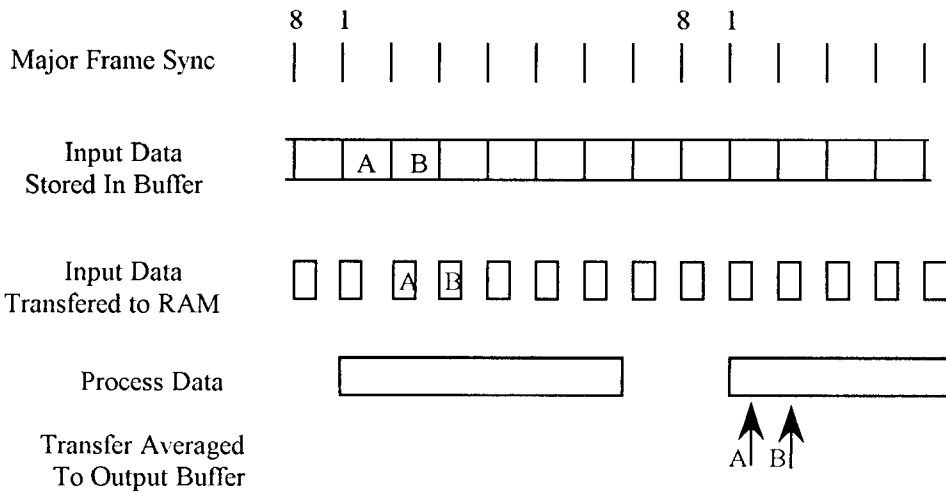 8 1 8 1
Major Frame Sync
Input Data
Stored In Buffer
A B
Input Data
Transfered to RAM
A B
Process Data
Transfer Averaged
To Output Buffer
A B